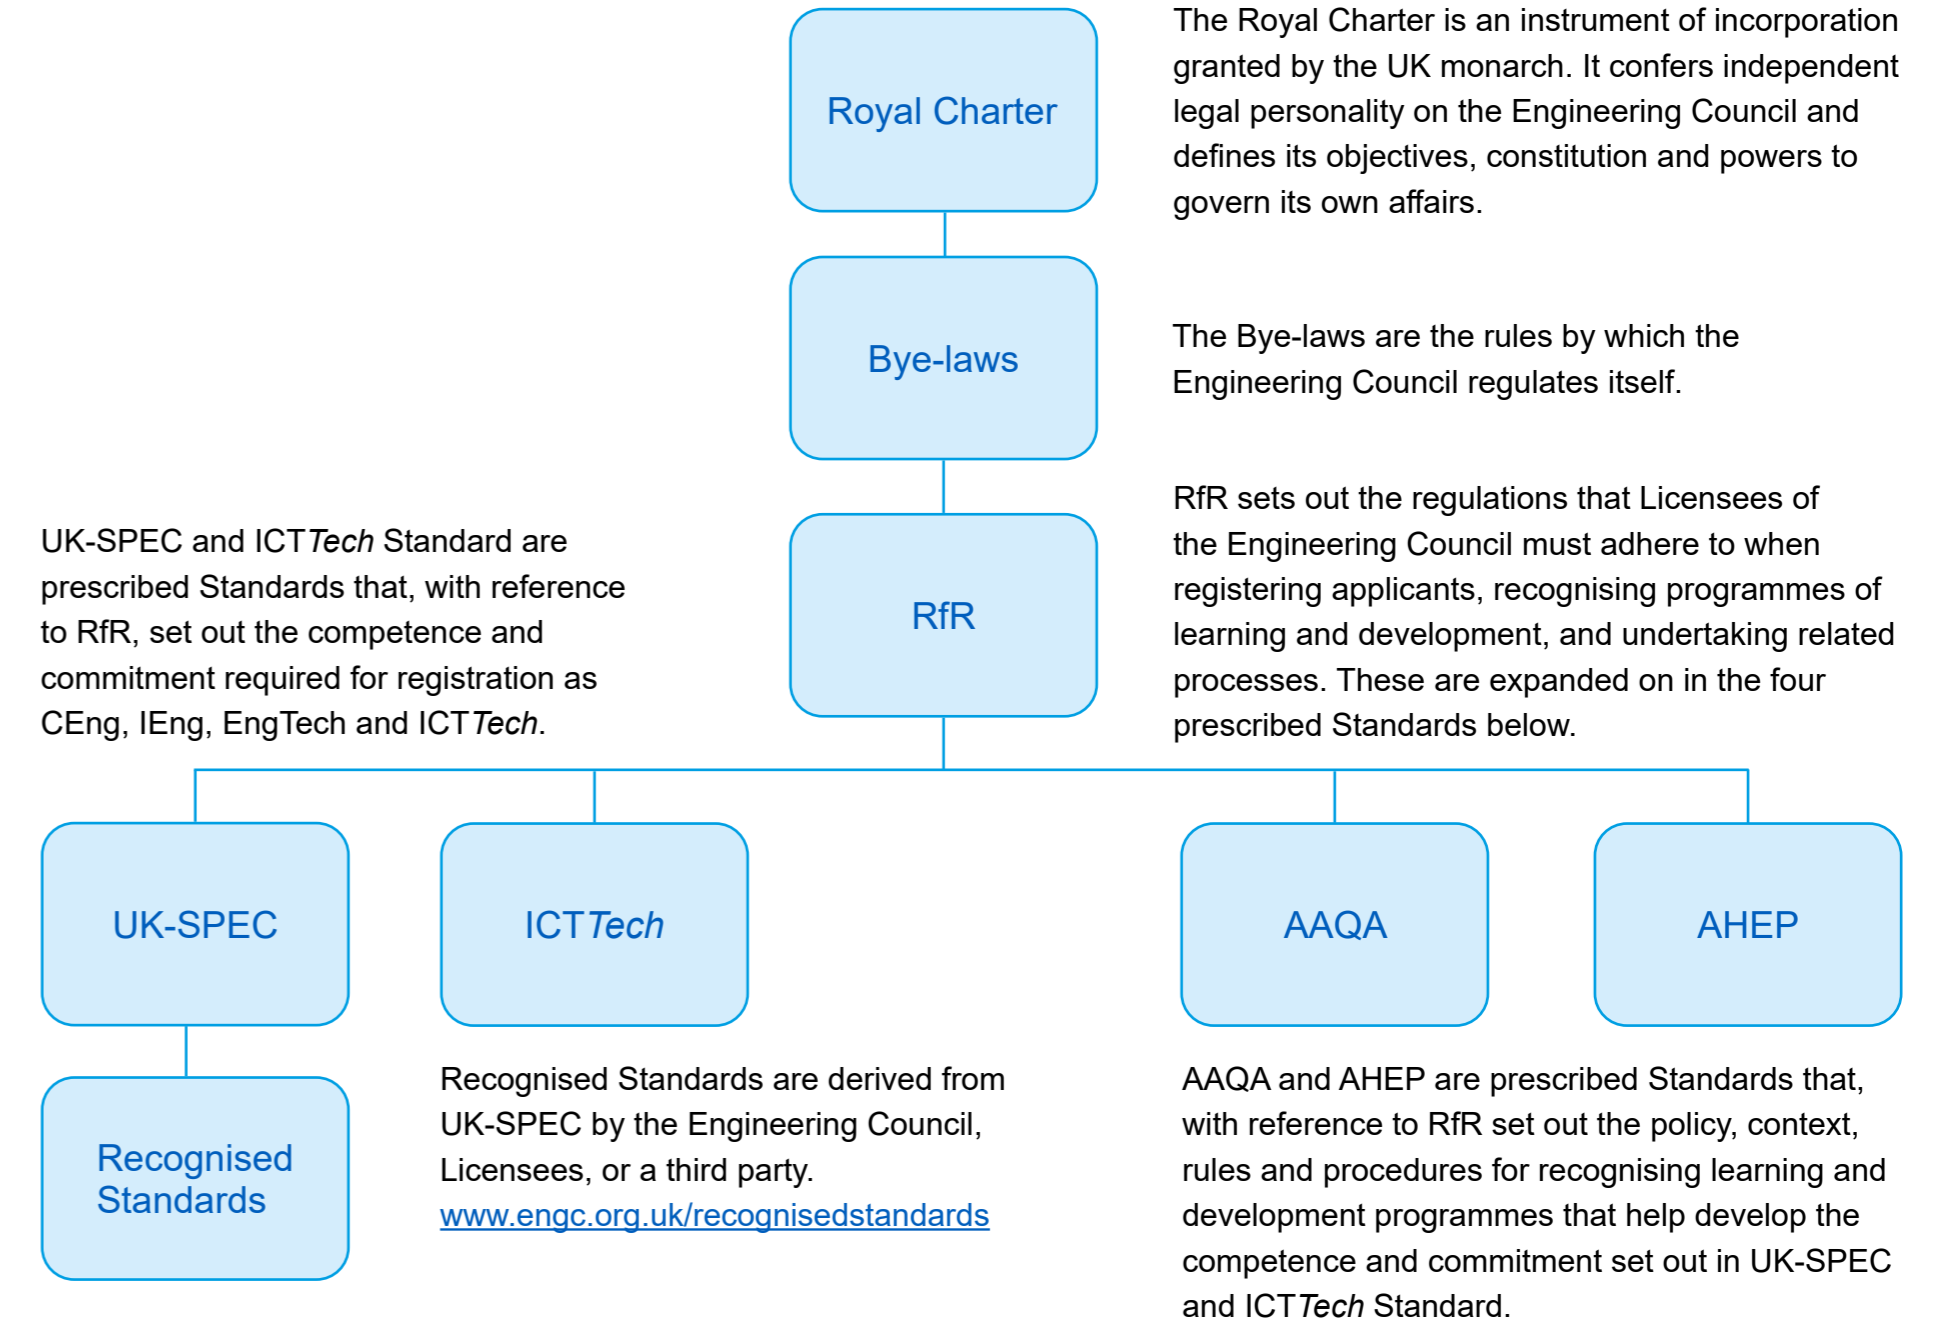 Royal Charter
The Royal Charter is an instrument of incorporation
granted by the UK monarch. It confers independent
legal personality on the Engineering Council and
defines its objectives, constitution and powers to
govern its own affairs.
Bye-laws
The Bye-laws are the rules by which the
Engineering Council regulates itself.
UK-SPEC and ICTTech Standard are
prescribed Standards that, with reference
to RfR, set out the competence and
commitment required for registration as
CEng, IEng, EngTech and ICTTech.
RfR
RfR sets out the regulations that Licensees of
the Engineering Council must adhere to when
registering applicants, recognising programmes of
learning and development, and undertaking related
processes. These are expanded on in the four
prescribed Standards below.
UK-SPEC
ICTTech
AAQA
AHEP
Recognised
Standards
Recognised Standards are derived from
UK-SPEC by the Engineering Council,
Licensees, or a third party.
www.engc.org.uk/recognisedstandards
AAQA and AHEP are prescribed Standards that,
with reference to RfR set out the policy, context,
rules and procedures for recognising learning and
development programmes that help develop the
competence and commitment set out in UK-SPEC
and ICTTech Standard.